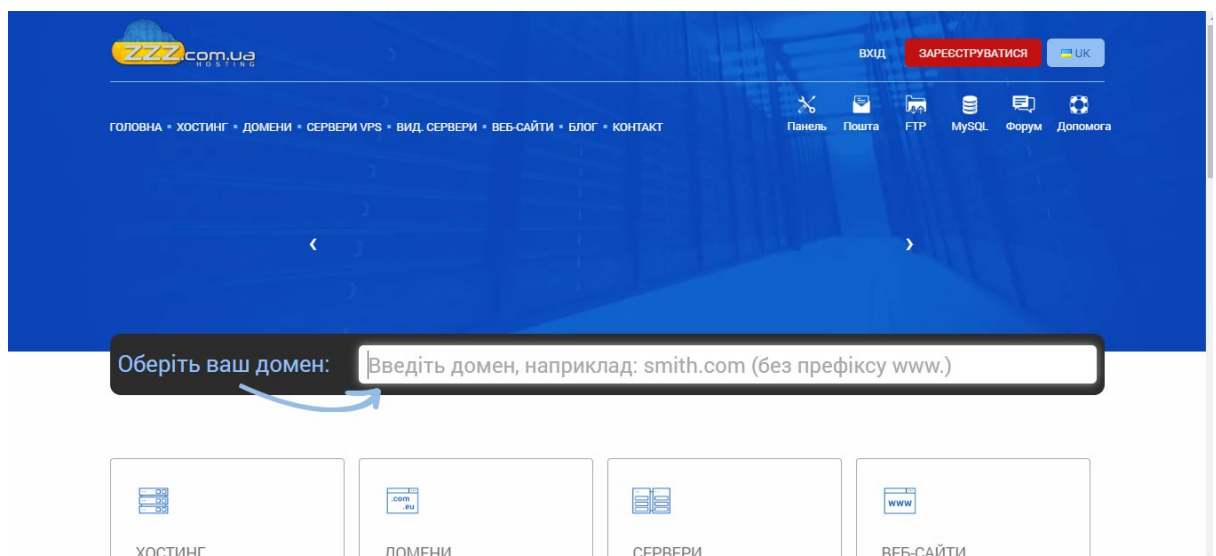 ZZZ.com.ua
HOSTING
ВХІД
ЗАРЕЄСТРУВАТИСЯ
UK
ГОЛОВНА ▪ ХОСТИНГ ▪ ДОМЕНИ ▪ СЕРВЕРИ VPS ▪ ВИД. СЕРВЕРИ ▪ ВЕБ-САЙТИ ▪ БЛОГ ▪ КОНТАКТ
Панель Пошта FTP MySQL Форум Допомога
Оберіть ваш домен: Введіть домен, наприклад: smith.com (без префіксу www.)
.com
.eu
www
ХОСТИНГ
ДОМЕНИ
СЕРВЕРИ
ВЕБ-САЙТИ